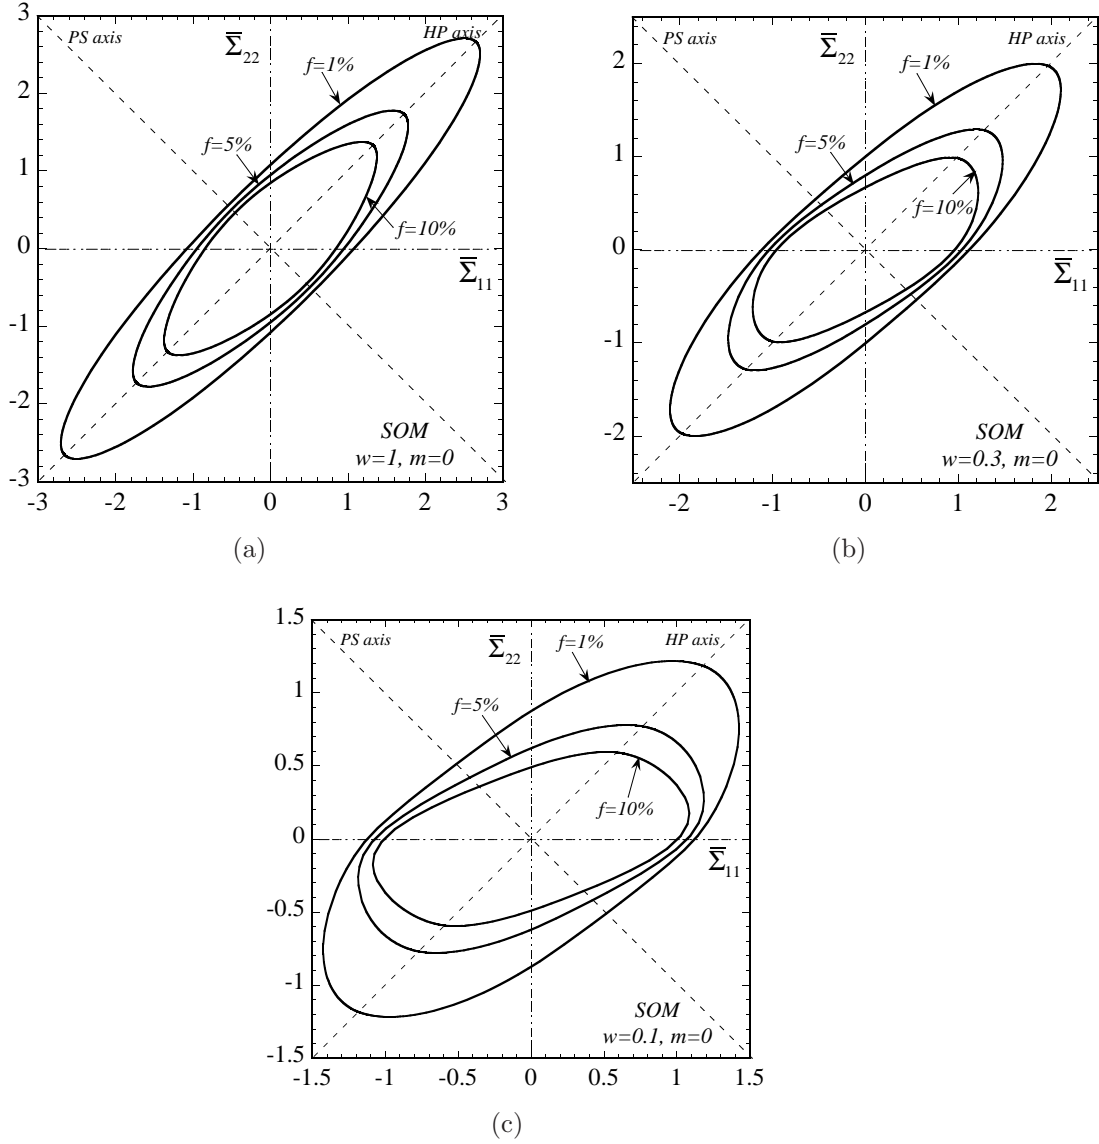 3
2
1
0
-1
-2
-3
-3 -2 -1 0 1 2 3
PS axis
HP axis
Σ̅22
f=1%
f=5%
f=10%
Σ̅11
SOM
w=1, m=0
(a)
2
1
0
-1
-2
-2 -1 0 1 2
PS axis
HP axis
Σ̅22
f=1%
f=5%
f=10%
Σ̅11
SOM
w=0.3, m=0
(b)
1.5
1
0.5
0
-0.5
-1
-1.5
-1.5 -1 -0.5 0 0.5 1 1.5
PS axis
HP axis
Σ̅22
f=1%
f=5%
f=10%
Σ̅11
SOM
w=0.1, m=0
(c)